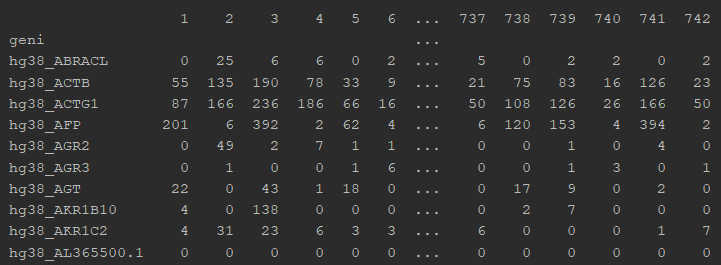 1 2 3 4 5 6 ... 737 738 739 740 741 742
geni ...
hg38_ABRACL 0 25 6 6 0 2 ... 5 0 2 2 0 2
hg38_ACTB 55 135 190 78 33 9 ... 21 75 83 16 126 23
hg38_ACTG1 87 166 236 186 66 16 ... 50 108 126 26 166 50
hg38_AFP 201 6 392 2 62 4 ... 6 120 153 4 394 2
hg38_AGR2 0 49 2 7 1 1 ... 0 0 1 0 4 0
hg38_AGR3 0 1 0 0 1 6 ... 0 0 1 3 0 1
hg38_AGT 22 0 43 1 18 0 ... 0 17 9 0 2 0
hg38_AKR1B10 4 0 138 0 0 0 ... 0 2 7 0 0 0
hg38_AKR1C2 4 31 23 6 3 3 ... 6 0 0 0 1 7
hg38_AL365500.1 0 0 0 0 0 0 ... 0 0 0 0 0 0